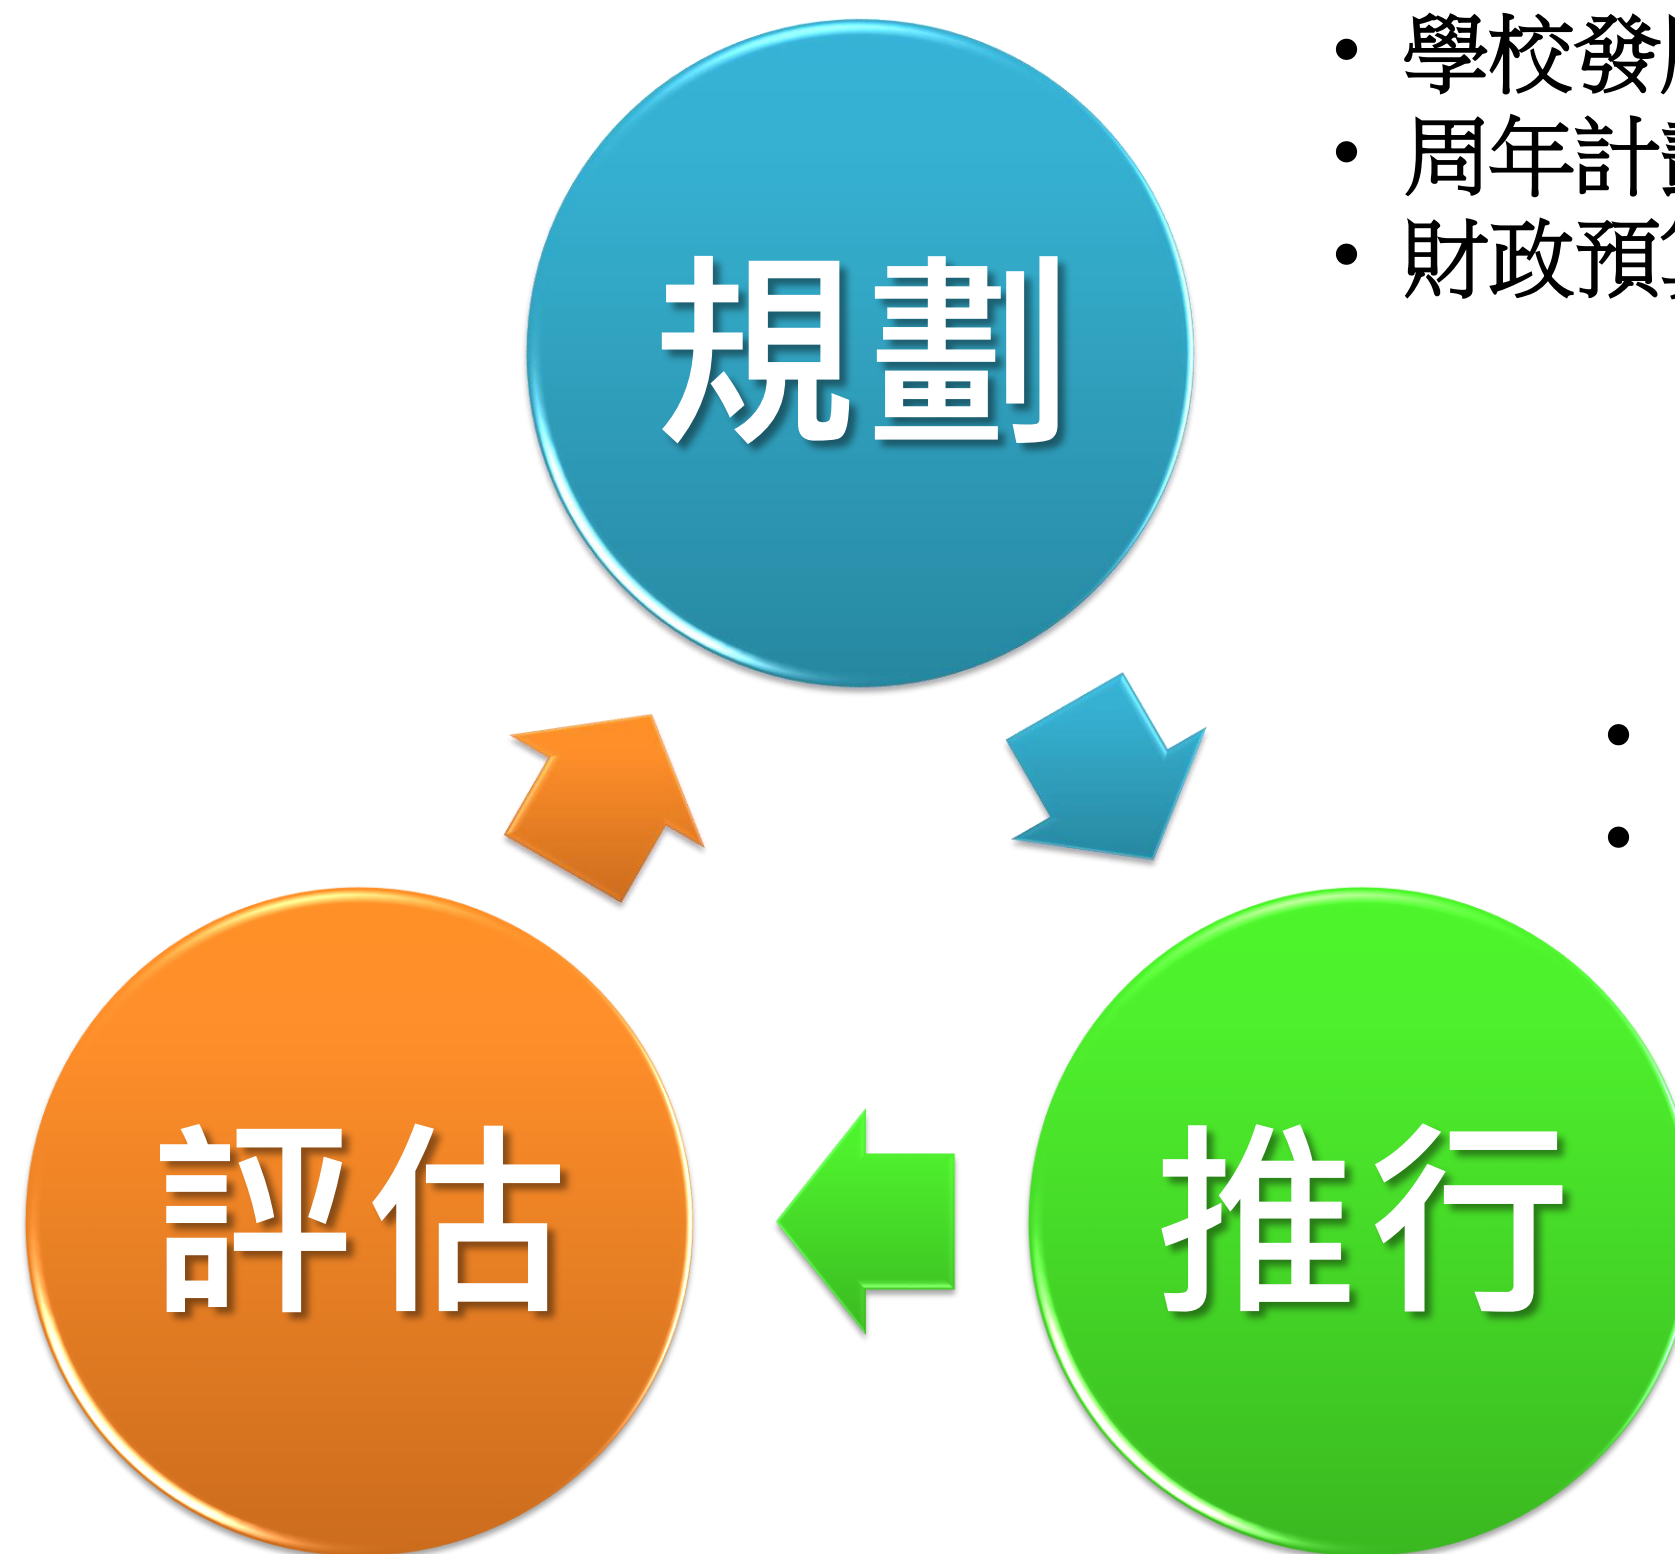 • 學校發
• 周年計
• 財政預
規劃
評估
推行